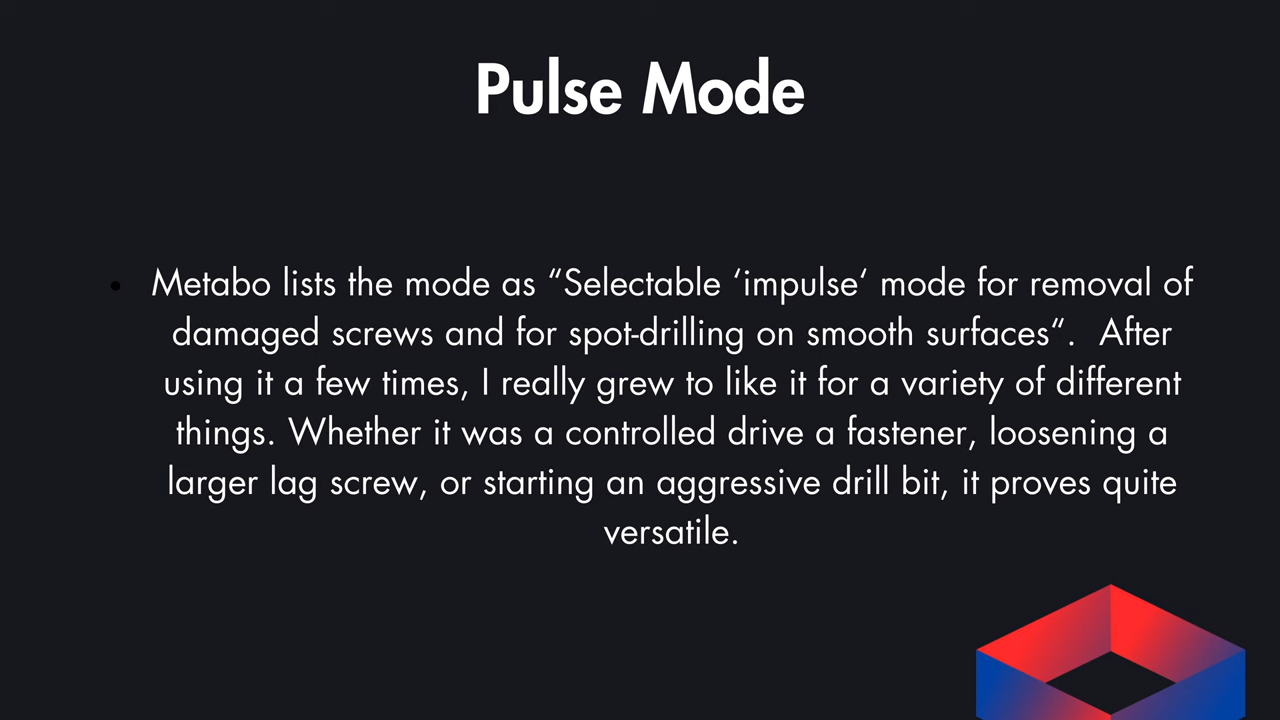 Pulse Mode
• Metabo lists the mode as “Selectable ‘impulse‘ mode for removal of
damaged screws and for spot-drilling on smooth surfaces“.  After
using it a few times, I really grew to like it for a variety of different
things. Whether it was a controlled drive a fastener, loosening a
larger lag screw, or starting an aggressive drill bit, it proves quite
versatile.